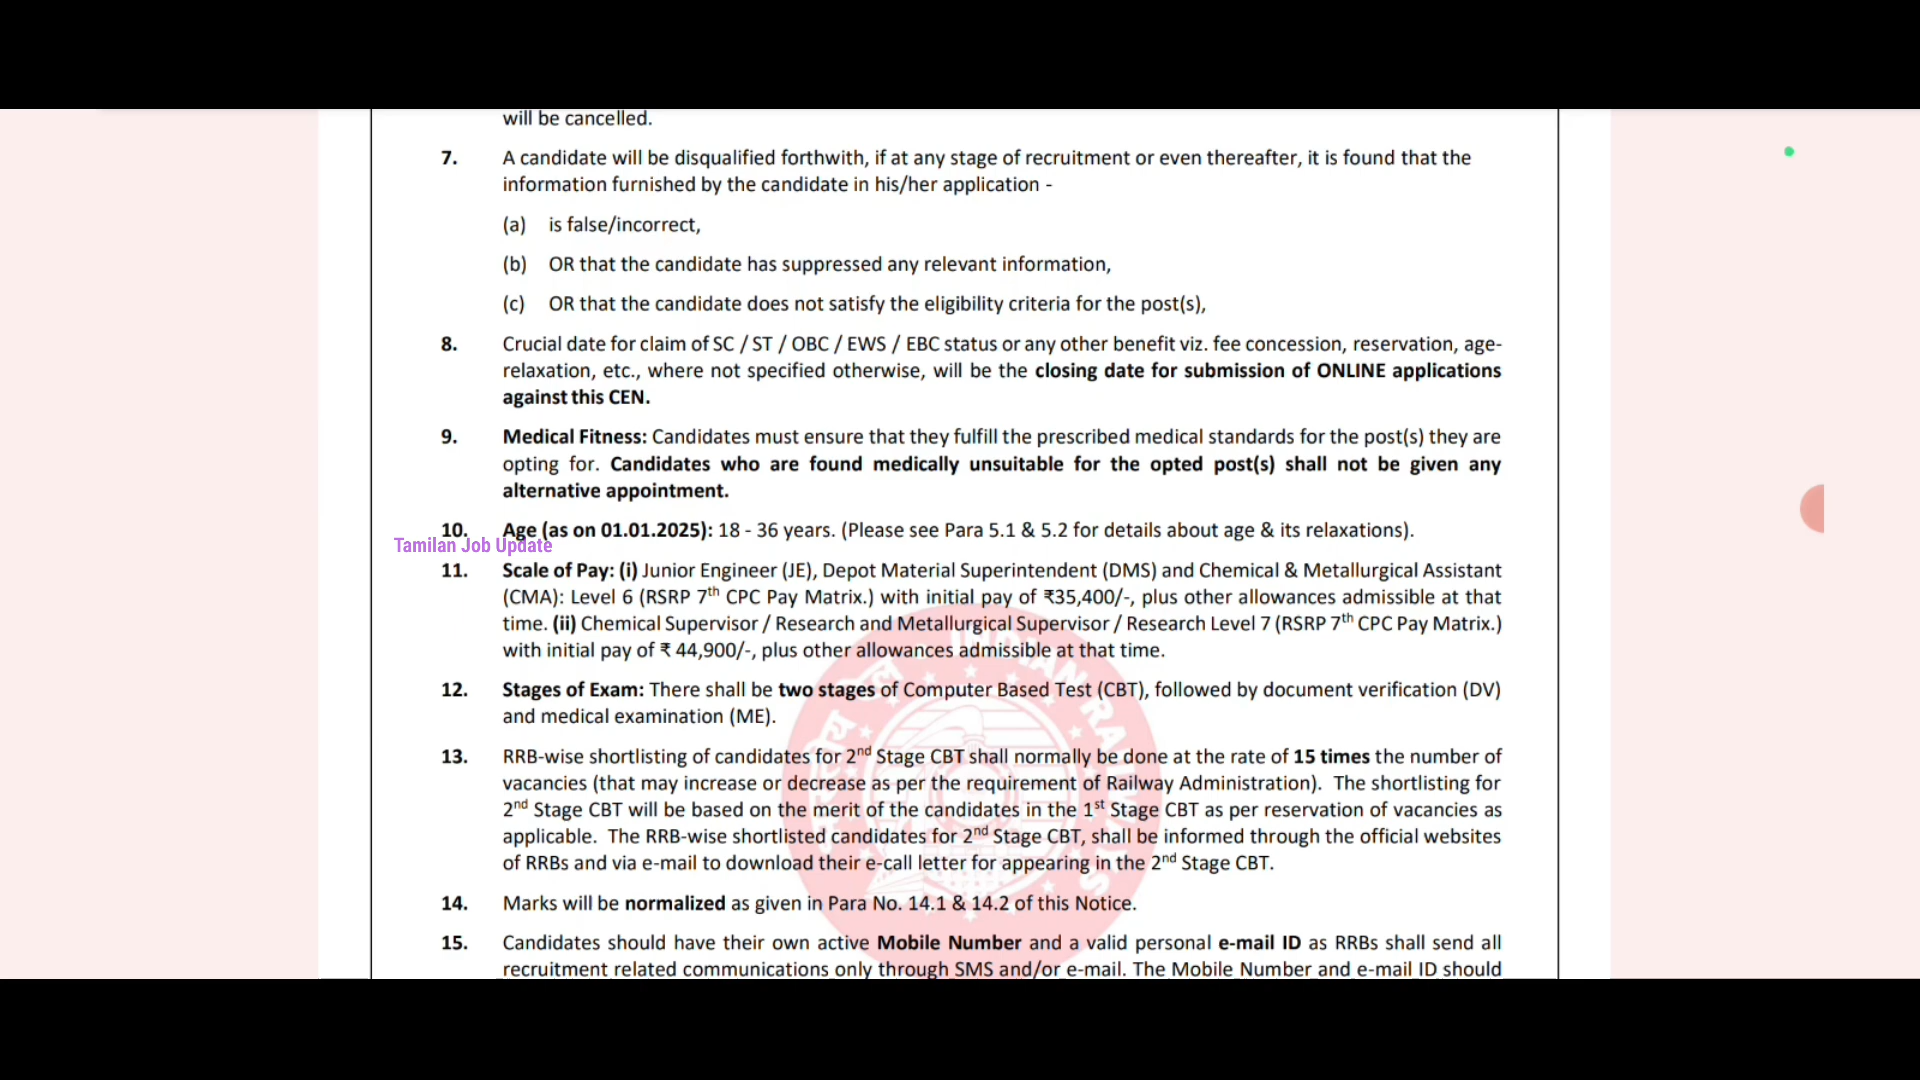 will be cancelled.
7. A candidate will be disqualified forthwith, if at any stage of recruitment or even thereafter, it is found that the
information furnished by the candidate in his/her application -
(a) is false/incorrect,
(b) OR that the candidate has suppressed any relevant information,
(c) OR that the candidate does not satisfy the eligibility criteria for the post(s),
8. Crucial date for claim of SC / ST / OBC / EWS / EBC status or any other benefit viz. fee concession, reservation, age-
relaxation, etc., where not specified otherwise, will be the closing date for submission of ONLINE applications
against this CEN.
9. Medical Fitness: Candidates must ensure that they fulfill the prescribed medical standards for the post(s) they are
opting for. Candidates who are found medically unsuitable for the opted post(s) shall not be given any
alternative appointment.
10. Age (as on 01.01.2025): 18 - 36 years. (Please see Para 5.1 & 5.2 for details about age & its relaxations).
Tamilan Job Update
11. Scale of Pay: (i) Junior Engineer (JE), Depot Material Superintendent (DMS) and Chemical & Metallurgical Assistant
(CMA): Level 6 (RSRP 7th CPC Pay Matrix.) with initial pay of ₹35,400/-, plus other allowances admissible at that
time. (ii) Chemical Supervisor / Research and Metallurgical Supervisor / Research Level 7 (RSRP 7th CPC Pay Matrix.)
with initial pay of ₹ 44,900/-, plus other allowances admissible at that time.
12. Stages of Exam: There shall be two stages of Computer Based Test (CBT), followed by document verification (DV)
and medical examination (ME).
13. RRB-wise shortlisting of candidates for 2nd Stage CBT shall normally be done at the rate of 15 times the number of
vacancies (that may increase or decrease as per the requirement of Railway Administration). The shortlisting for
2nd Stage CBT will be based on the merit of the candidates in the 1st Stage CBT as per reservation of vacancies as
applicable. The RRB-wise shortlisted candidates for 2nd Stage CBT, shall be informed through the official websites
of RRBs and via e-mail to download their e-call letter for appearing in the 2nd Stage CBT.
14. Marks will be normalized as given in Para No. 14.1 & 14.2 of this Notice.
15. Candidates should have their own active Mobile Number and a valid personal e-mail ID as RRBs shall send all
recruitment related communications only through SMS and/or e-mail. The Mobile Number and e-mail ID should
भारतीय रेल
INDIAN RAILWAYS